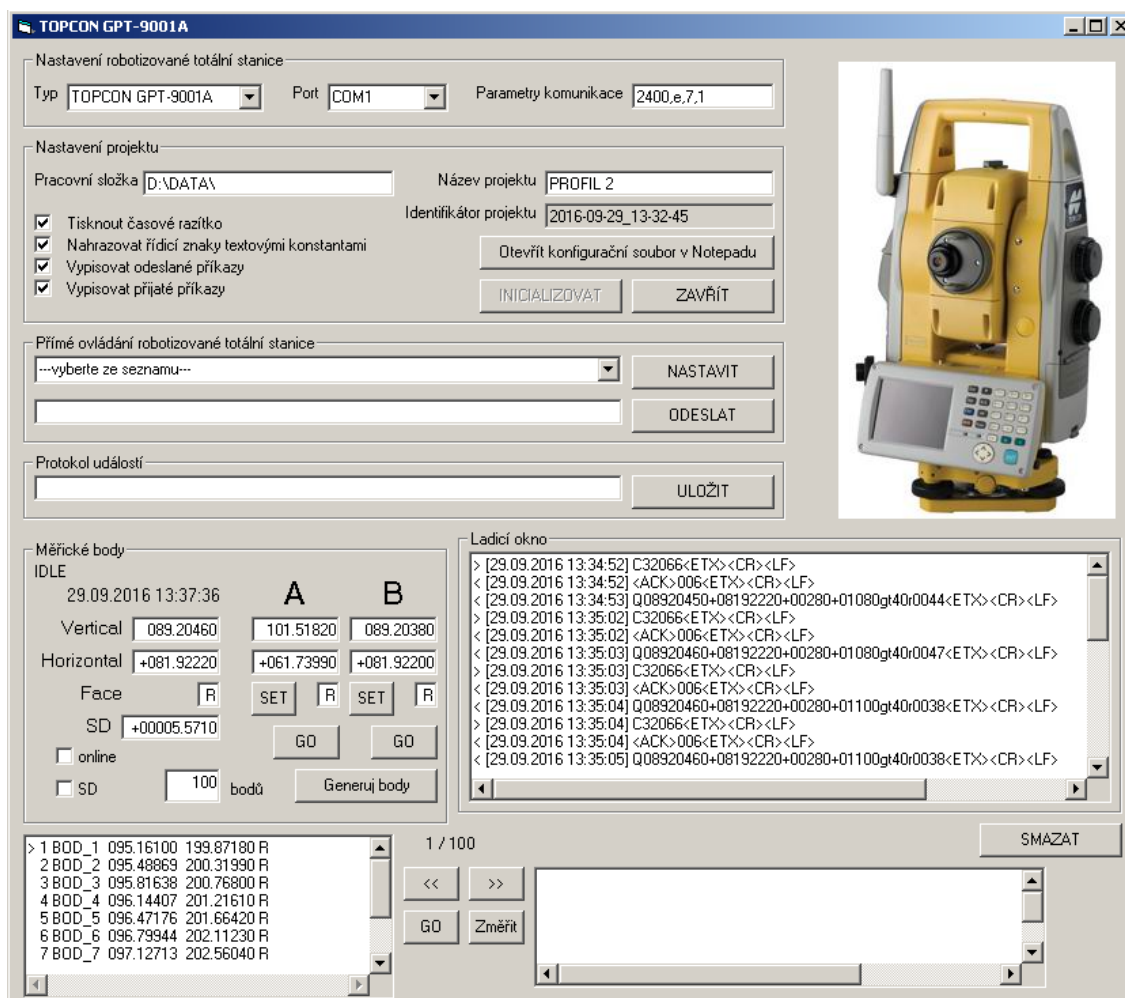 TOPCON GPT-9001A
Nastavení robotizované totální stanice
Typ TOPCON GPT-9001A Port COM1 Parametry komunikace 2400,e,7,1
Nastavení projektu
Pracovní složka D:\DATA\ Název projektu PROFIL 2
Identifikátor projektu 2016-09-29_13-32-45
Tisknout časové razítko
Nahrazovat řídicí znaky textovými konstantami
Vypisovat odeslané příkazy
Vypisovat přijaté příkazy
Otevřít konfigurační soubor v Notepadu
INICIALIZOVAT ZAVŘÍT
Přímé ovládání robotizované totální stanice
---vyberte ze seznamu--- NASTAVIT
ODESLAT
Protokol událostí
ULOŽIT
Měřické body
IDLE
29.09.2016 13:37:36 A B
Vertical 089.20460 101.51820 089.20380
Horizontal +081.92220 +061.73990 +081.92200
Face R SET R SET R
SD +00005.5710
GO GO
online
SD 100 bodů Generuj body
Ladicí okno
> [29.09.2016 13:34:52] C32066<ETX><CR><LF>
< [29.09.2016 13:34:52] <ACK>006<ETX><CR><LF>
< [29.09.2016 13:34:53] Q08920450+08192220+00280+01080gt40r0044<ETX><CR><LF>
> [29.09.2016 13:35:02] C32066<ETX><CR><LF>
< [29.09.2016 13:35:02] <ACK>006<ETX><CR><LF>
< [29.09.2016 13:35:03] Q08920460+08192220+00280+01080gt40r0047<ETX><CR><LF>
> [29.09.2016 13:35:03] C32066<ETX><CR><LF>
< [29.09.2016 13:35:03] <ACK>006<ETX><CR><LF>
< [29.09.2016 13:35:04] Q08920460+08192220+00280+01100gt40r0038<ETX><CR><LF>
> [29.09.2016 13:35:04] C32066<ETX><CR><LF>
< [29.09.2016 13:35:04] <ACK>006<ETX><CR><LF>
< [29.09.2016 13:35:05] Q08920460+08192220+00280+01100gt40r0038<ETX><CR><LF>
SMAZAT
> 1 BOD_1 095.16100 199.87180 R
2 BOD_2 095.48869 200.31990 R
3 BOD_3 095.81638 200.76800 R
4 BOD_4 096.14407 201.21610 R
5 BOD_5 096.47176 201.66420 R
6 BOD_6 096.79944 202.11230 R
7 BOD_7 097.12713 202.56040 R
1 / 100
<< >>
GO Změřit